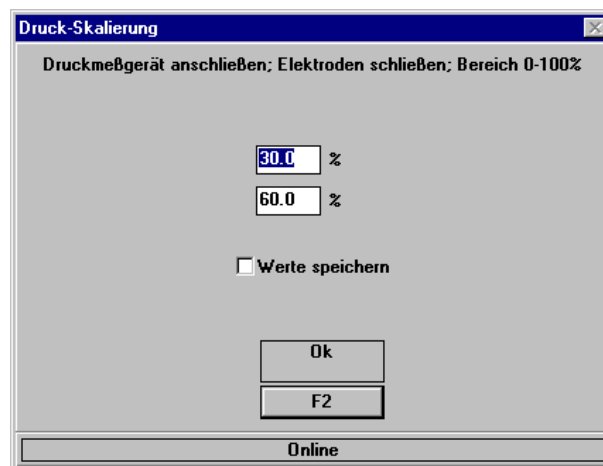 Druck-Skalierung
Druckmeßgerät anschließen; Elektroden schließen; Bereich 0-100%
30.0 %
60.0 %
Werte speichern
Ok
F2
Online